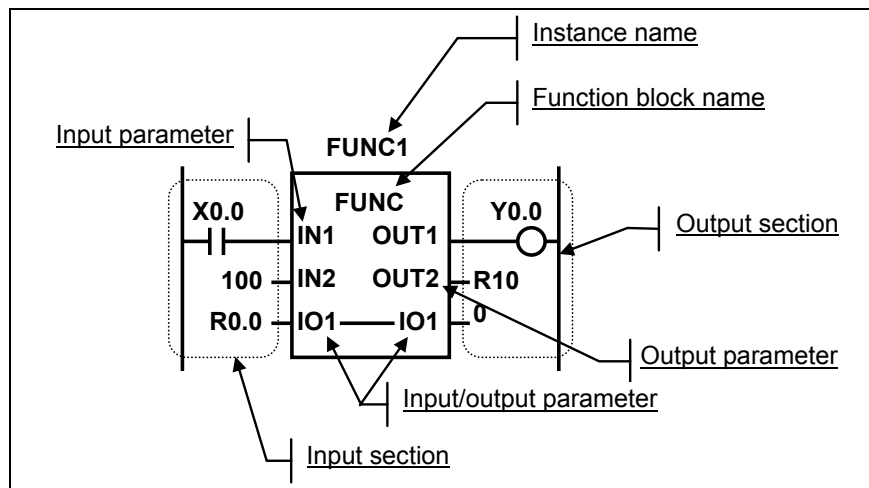 Instance name
Function block name
Input parameter
FUNC1
FUNC
X0.0
Y0.0
IN1 OUT1
Output section
100 IN2 OUT2 R10
R0.0 IO1 IO1 0
Output parameter
Input/output parameter
Input section